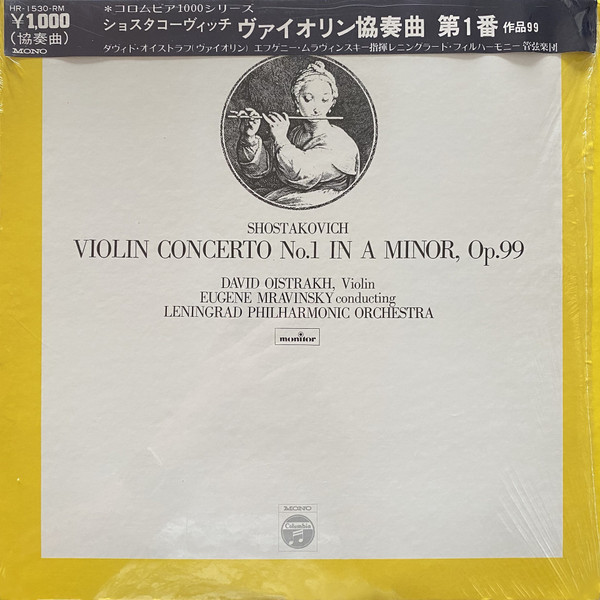 HR-1530-RM
¥1,000
(協奏曲)
MONO
*コロムビア1000シリーズ
ショスタコーヴィッチ ヴァイオリン協奏曲 第1番 作品99
ダヴィド・オイストラフ(ヴァイオリン) エフゲニー・ムラヴィンスキー指揮レニングラード・フィルハーモニー管弦楽団
SHOSTAKOVICH
VIOLIN CONCERTO No.1 IN A MINOR, Op.99
DAVID OISTRAKH, Violin
EUGENE MRAVINSKY conducting
LENINGRAD PHILHARMONIC ORCHESTRA
monitor
MONO
Columbia